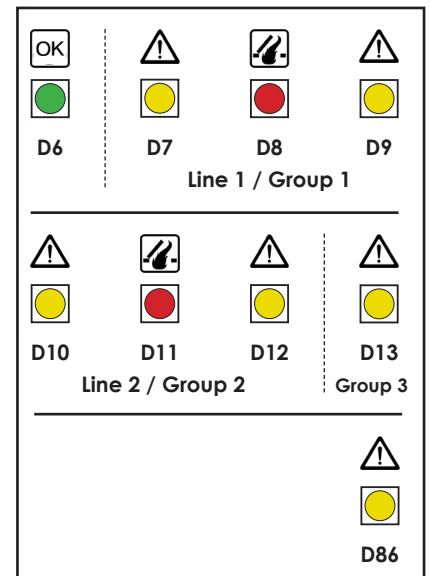 OK
D6 D7 D8 D9
Line 1 / Group 1
D10 D11 D12 D13
Line 2 / Group 2 Group 3
D86